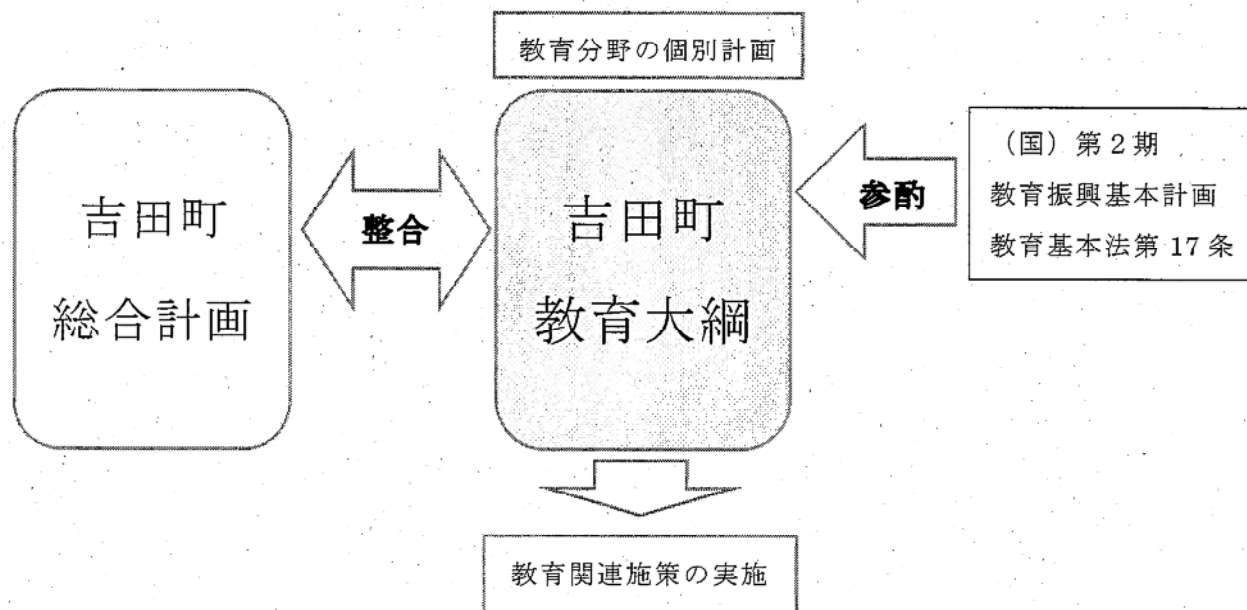 教育分野の個別計画
吉田町
総合計画
整合
吉田町
教育大綱
参酌
（国）第２期
教育振興基本計画
教育基本法第 17 条
教育関連施策の実施